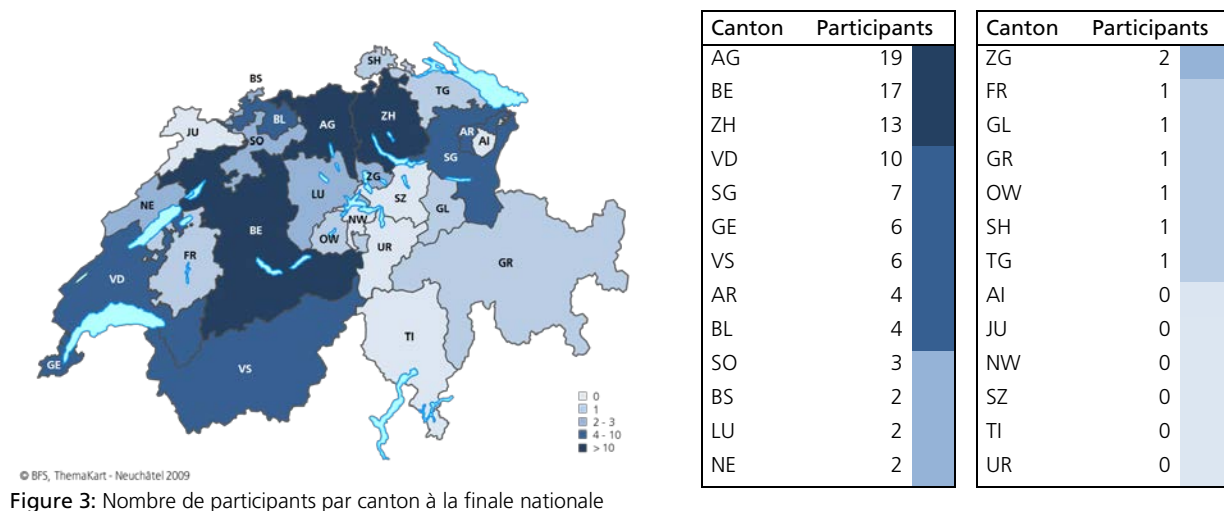 SH
BS
TG
BL
AG
ZH
JU
SO
AR
AI
SG
ZG
LU
SZ
NE
GL
NW
BE
OW
UR
FR
GR
VD
TI
VS
GE
0
1
2 - 3
4 - 10
> 10
© BFS, ThemaKart - Neuchâtel 2009
Figure 3: Nombre de participants par canton à la finale nationale
Canton Participants
AG 19
BE 17
ZH 13
VD 10
SG 7
GE 6
VS 6
AR 4
BL 4
SO 3
BS 2
LU 2
NE 2
Canton Participants
ZG 2
FR 1
GL 1
GR 1
OW 1
SH 1
TG 1
AI 0
JU 0
NW 0
SZ 0
TI 0
UR 0